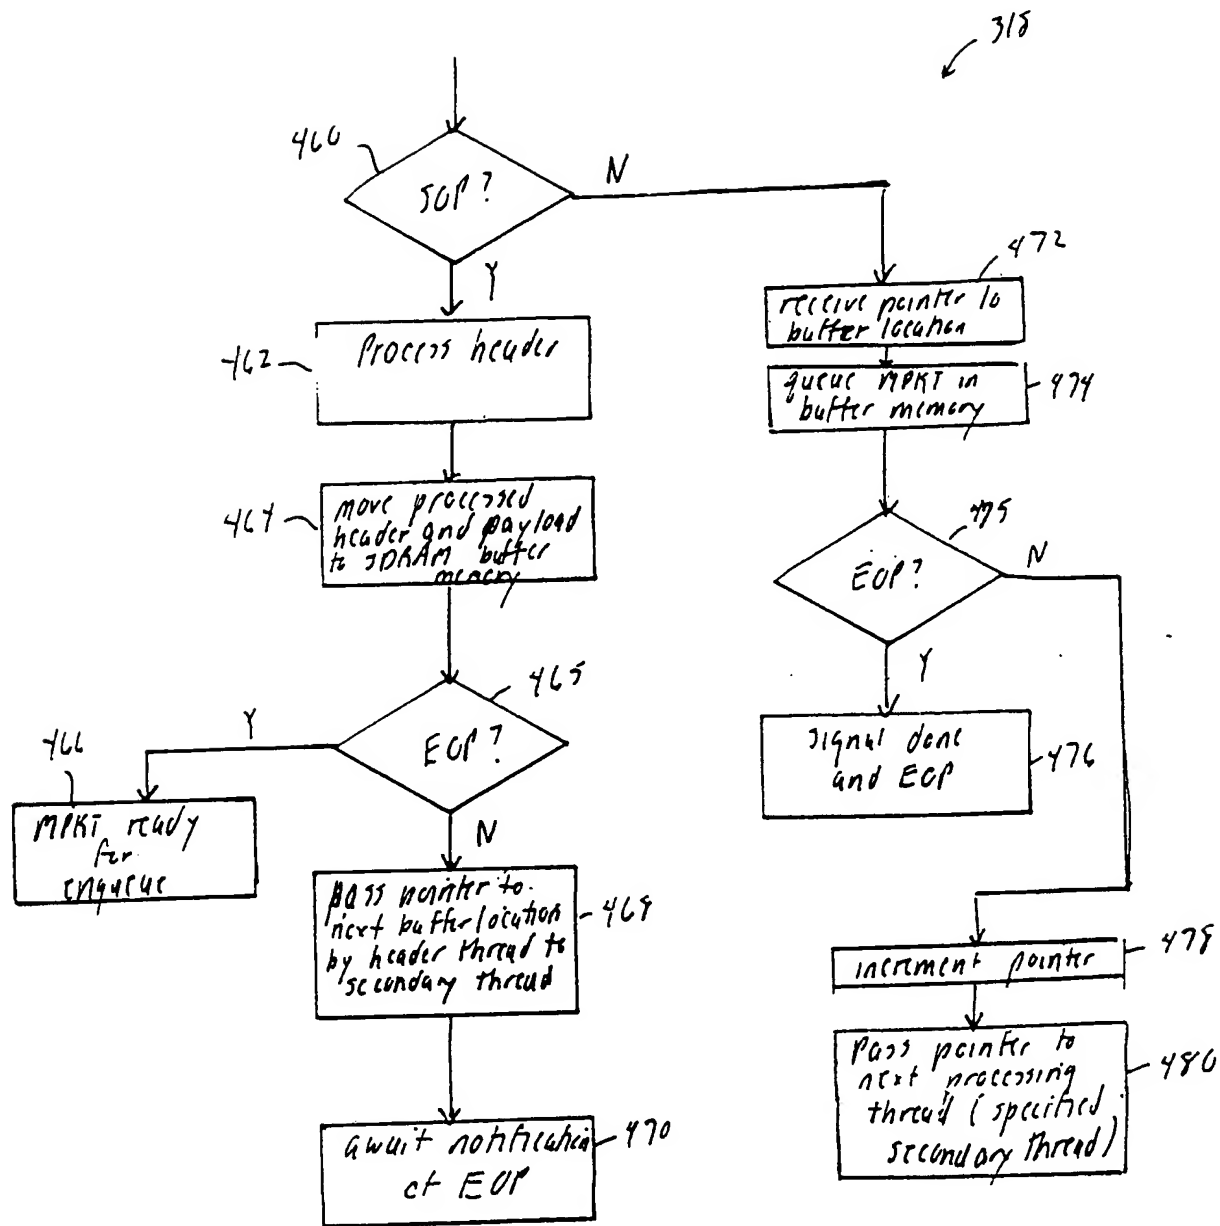 318
460
SOP?
N
Y
462
Process header
464
move processed
header and payload
to SDRAM buffer
memory
465
EOP?
Y
466
MPKT ready
for
enqueue
N
pass pointer to
next buffer location
by header thread to
secondary thread
468
await notification
of EOP
470
472
receive pointer to
buffer location
queue MPKT in
buffer memory
474
475
EOP?
N
Y
signal done
and EOP
476
increment pointer
478
Pass pointer to
next processing
thread (specified
secondary thread)
480